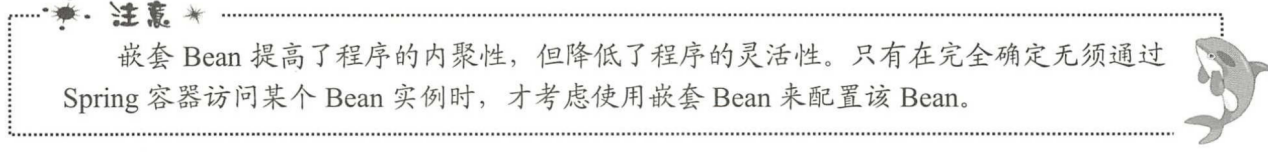 注意
嵌套 Bean 提高了程序的内聚性，但降低了程序的灵活性。只有在完全确定无须通过
Spring 容器访问某个 Bean 实例时，才考虑使用嵌套 Bean 来配置该 Bean。